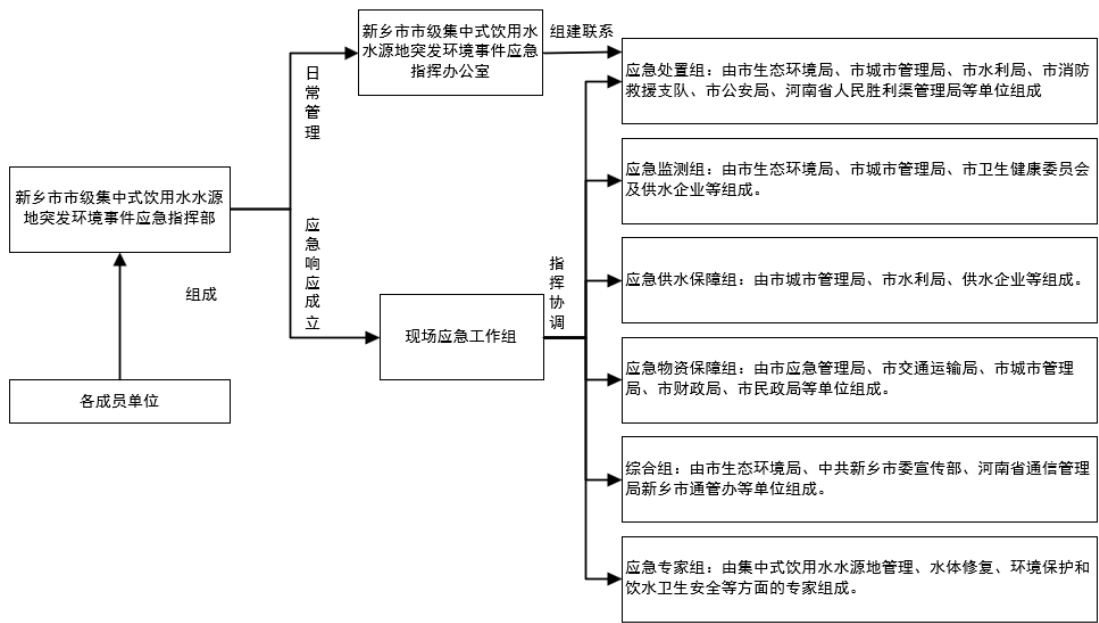 新乡市市级集中式饮用水
水源地突发环境事件应急
指挥办公室
组建联系
日常管理
应急处置组：由市生态环境局、市城市管理局、市水利局、市消防
救援支队、市公安局、河南省人民胜利渠管理局等单位组成
应急监测组：由市生态环境局、市城市管理局、市卫生健康委员会
及供水企业等组成。
新乡市市级集中式饮用水水源
地突发环境事件应急指挥部
应急响应成立
组成
指挥协调
应急供水保障组：由市城市管理局、市水利局、供水企业等组成。
现场应急工作组
应急物资保障组：由市应急管理局、市交通运输局、市城市管理
局、市财政局、市民政局等单位组成。
各成员单位
综合组：由市生态环境局、中共新乡市委宣传部、河南省通信管理
局新乡市通管办等单位组成。
应急专家组：由集中式饮用水水源地管理、水体修复、环境保护和
饮水卫生安全等方面的专家组成。